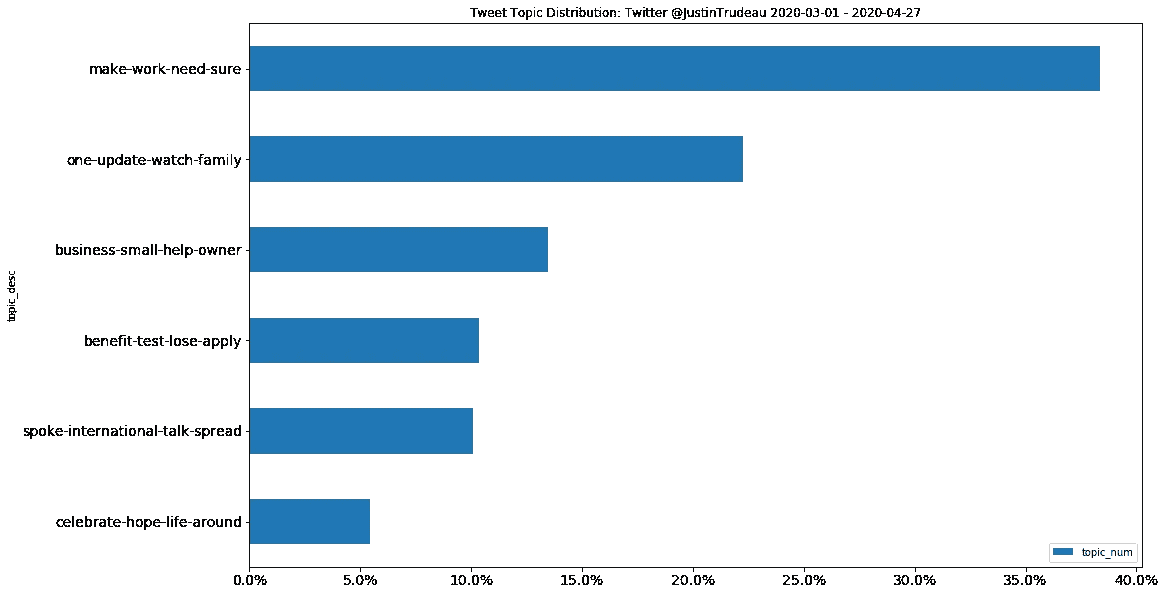 Tweet Topic Distribution: Twitter @JustinTrudeau 2020-03-01 - 2020-04-27
make-work-need-sure
one-update-watch-family
business-small-help-owner
topic_desc
benefit-test-lose-apply
spoke-international-talk-spread
celebrate-hope-life-around
topic_num
0.0% 5.0% 10.0% 15.0% 20.0% 25.0% 30.0% 35.0% 40.0%